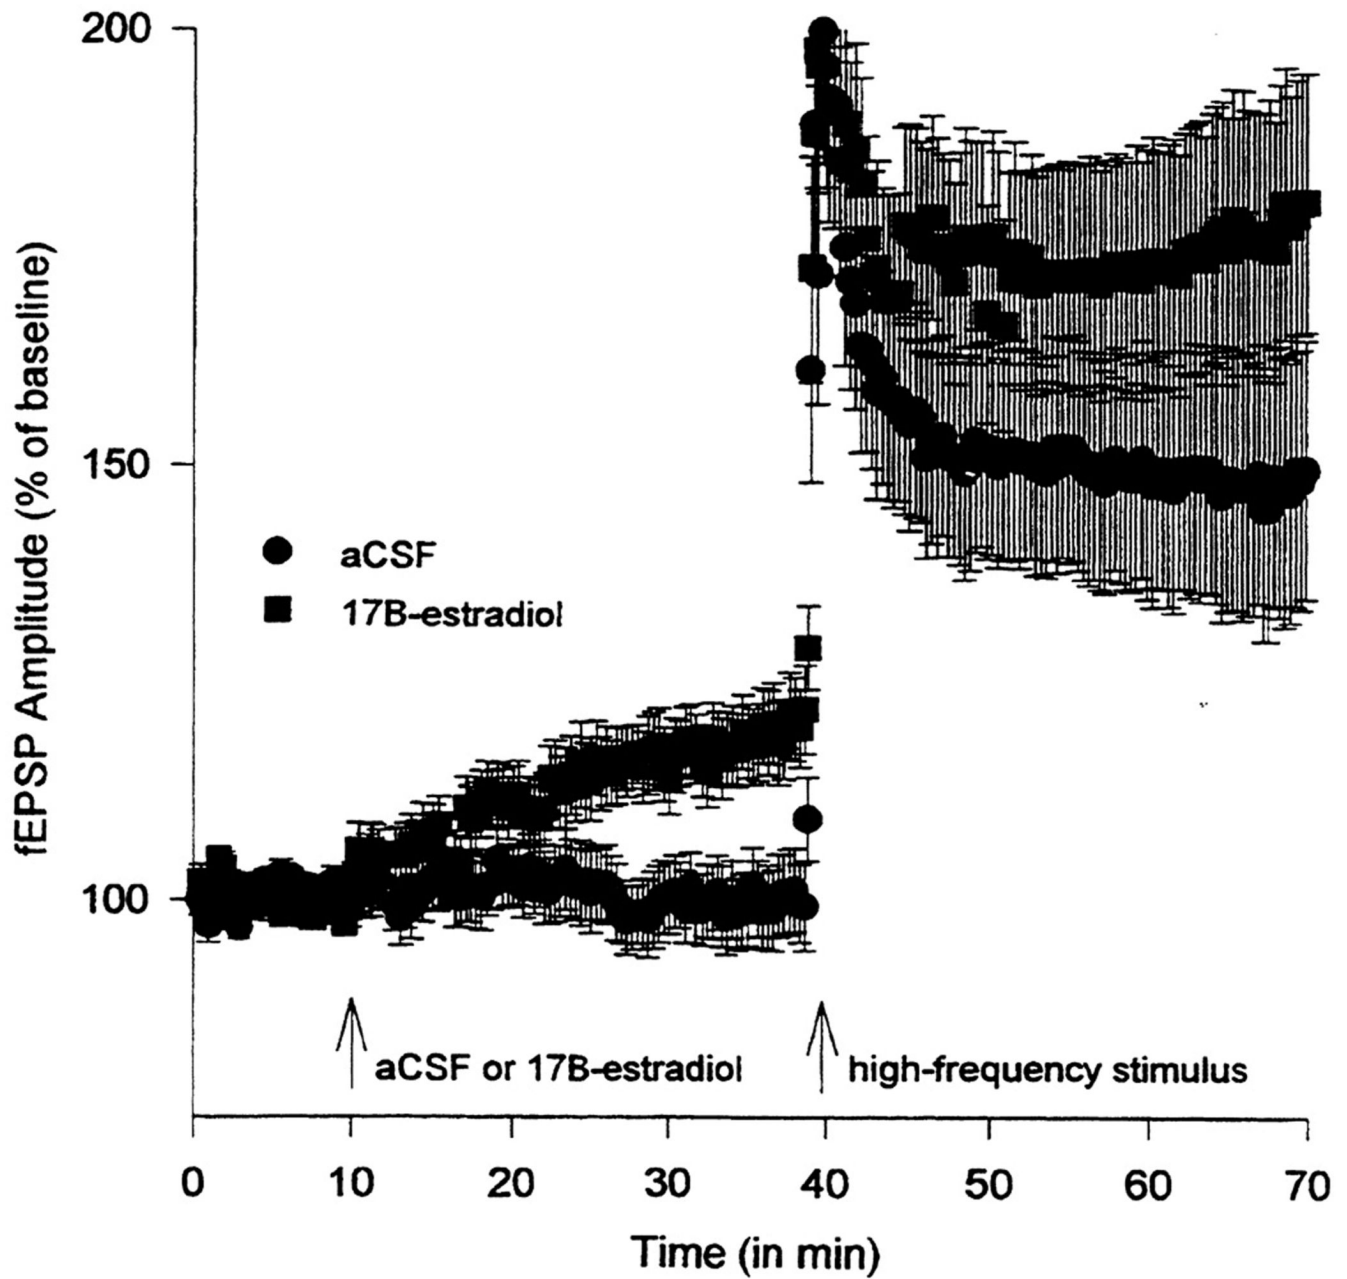 fEPSP Amplitude (% of baseline)
200
150
100
aCSF
17B-estradiol
aCSF or 17B-estradiol
high-frequency stimulus
0 10 20 30 40 50 60 70
Time (in min)